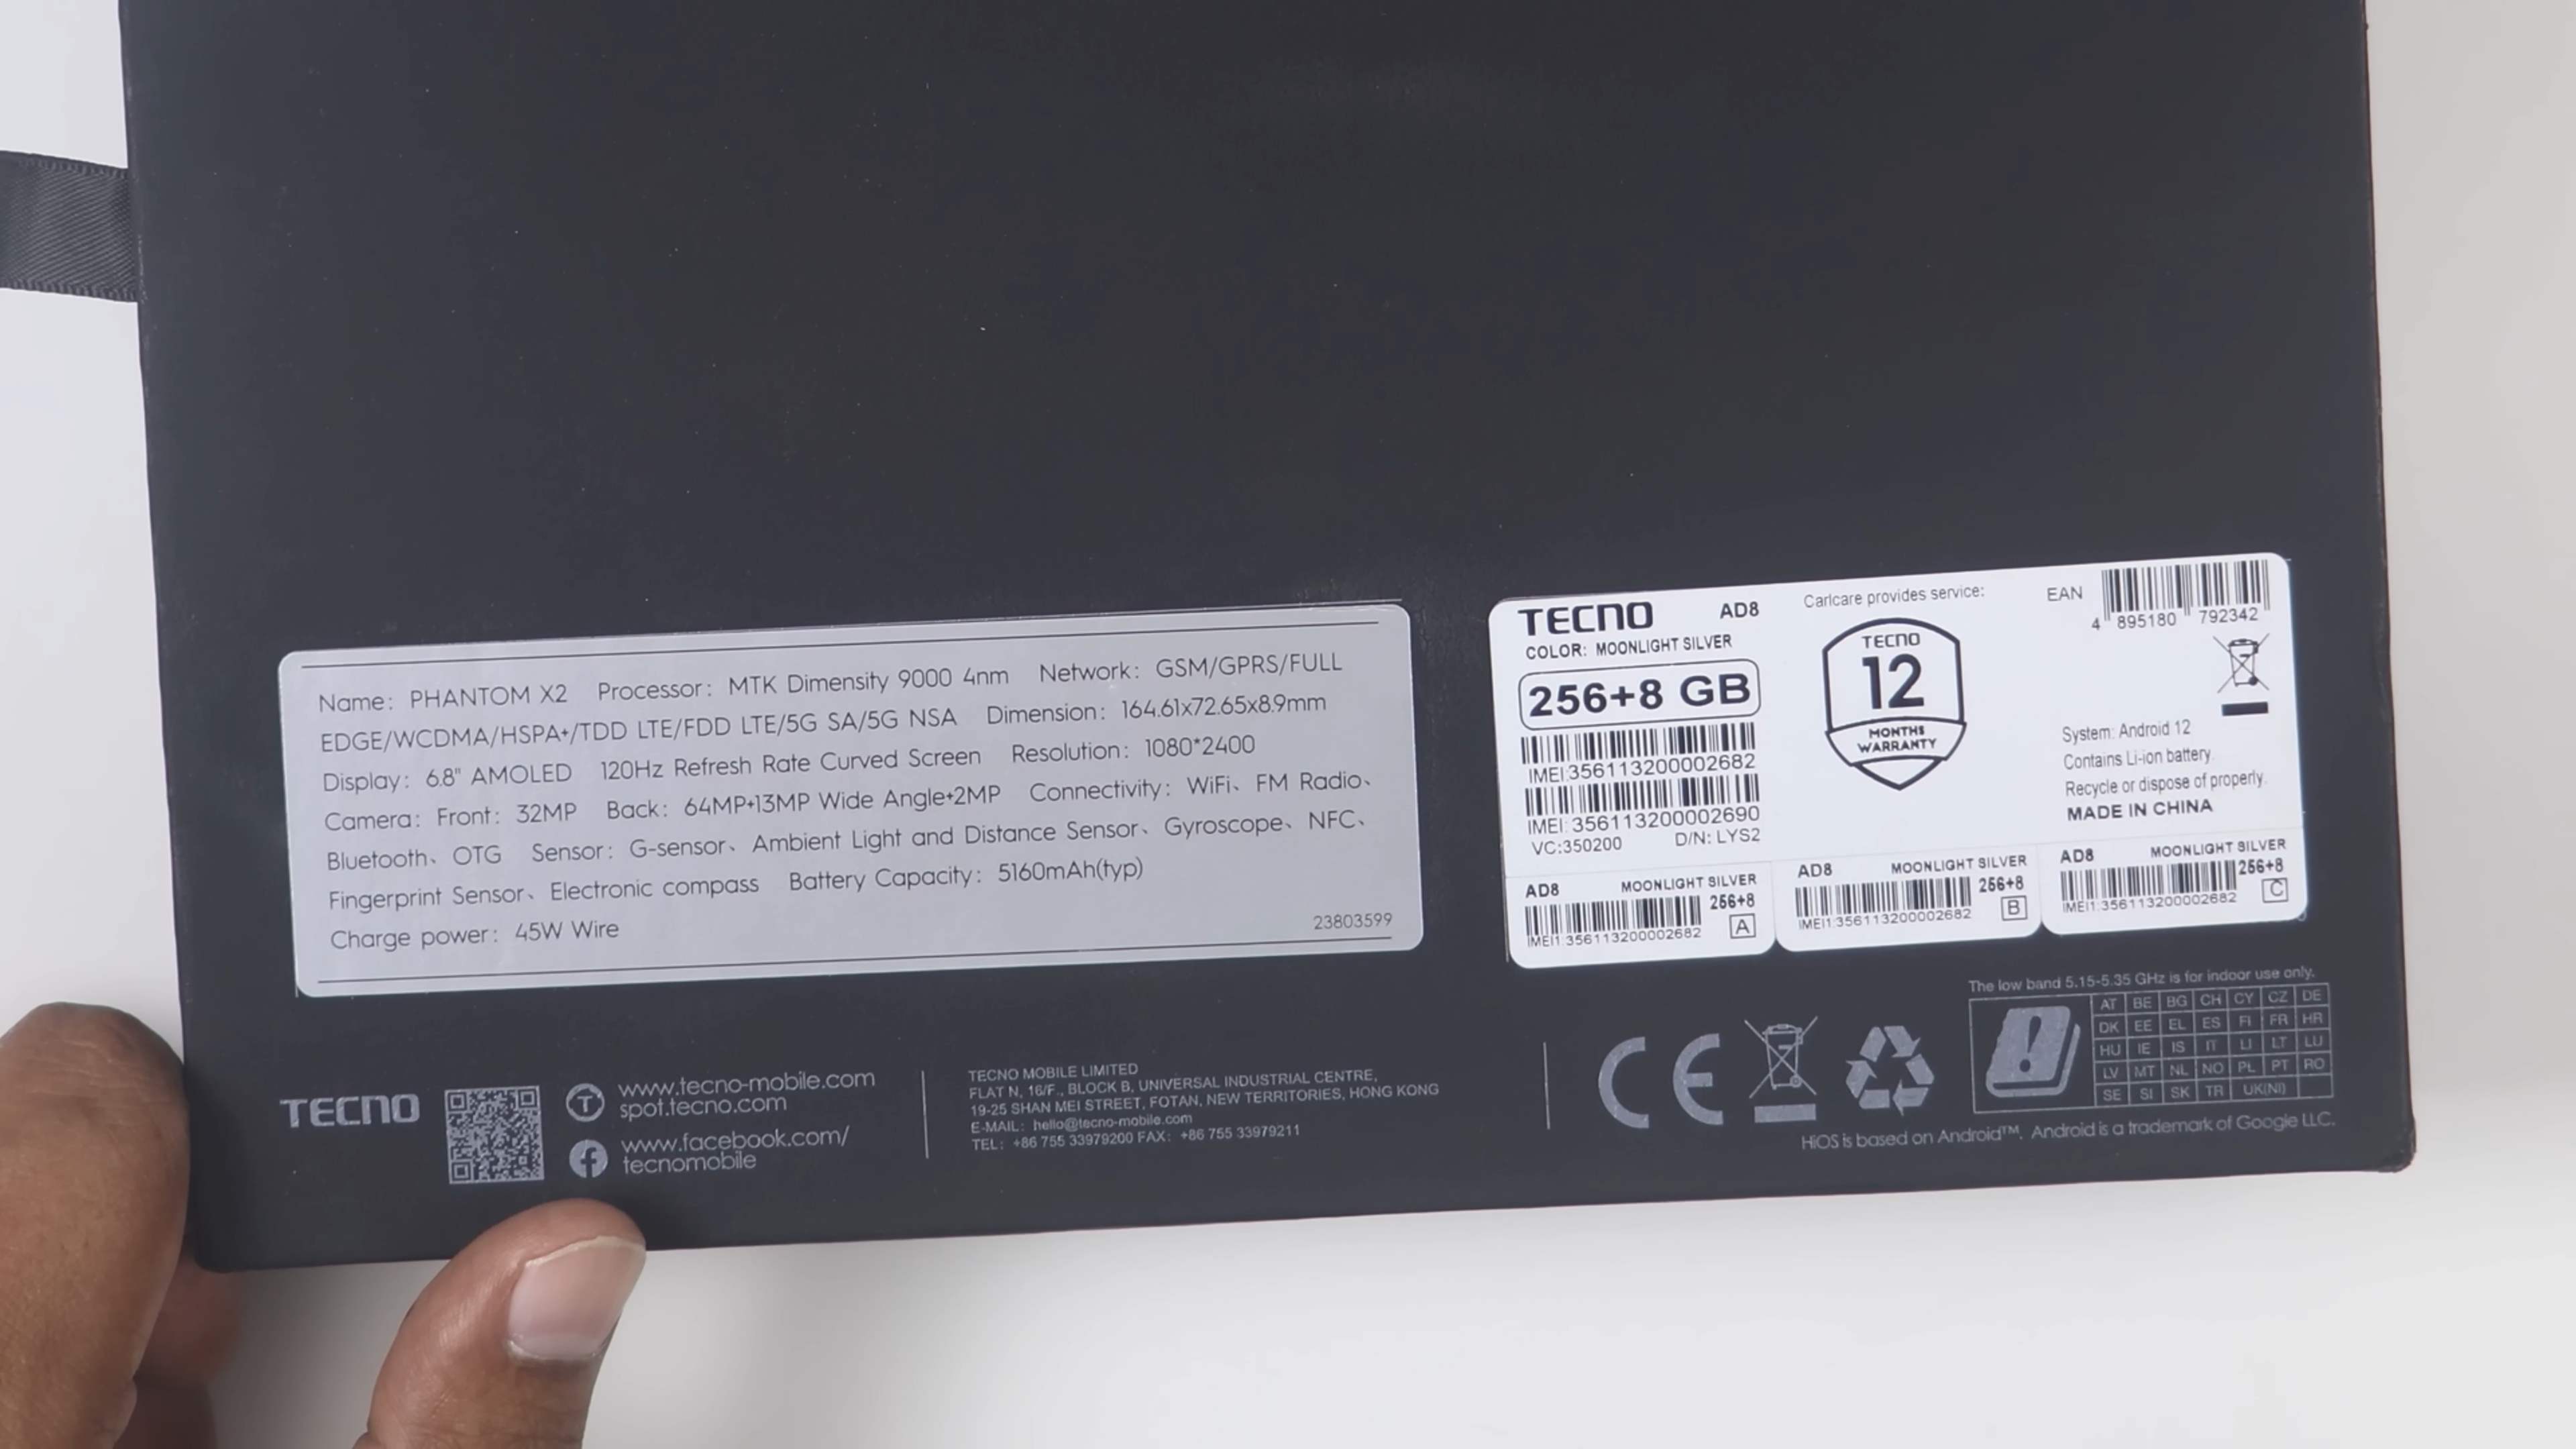 Name: PHANTOM X2 Processor: MTK Dimensity 9000 4nm Network: GSM/GPRS/FULL
EDGE/WCDMA/HSPA+/TDD LTE/FDD LTE/5G SA/5G NSA Dimension: 164.61x72.65x8.9mm
Display: 6.8" AMOLED 120Hz Refresh Rate Curved Screen Resolution: 1080*2400
Camera: Front: 32MP Back: 64MP+13MP Wide Angle+2MP Connectivity: WiFi、FM Radio、
Bluetooth、OTG Sensor: G-sensor、Ambient Light and Distance Sensor、Gyroscope、NFC、
Fingerprint Sensor、Electronic compass Battery Capacity: 5160mAh(typ)
Charge power: 45W Wire
23803599
TECNO AD8
COLOR: MOONLIGHT SILVER
256+8 GB
IMEI:356113200002682
IMEI:356113200002690
VC:350200 D/N: LYS2
Carlcare provides service:
TECNO
12
MONTHS
WARRANTY
EAN
4 895180 792342
System: Android 12
Contains Li-ion battery.
Recycle or dispose of properly.
MADE IN CHINA
AD8 MOONLIGHT SILVER
256+8
IMEI1:356113200002682 A
AD8 MOONLIGHT SILVER
256+8
IMEI1:356113200002682 B
AD8 MOONLIGHT SILVER
256+8
IMEI1:356113200002682 C
TECNO
www.tecno-mobile.com
spot.tecno.com
www.facebook.com/
tecnomobile
TECNO MOBILE LIMITED
FLAT N, 16/F., BLOCK B, UNIVERSAL INDUSTRIAL CENTRE,
19-25 SHAN MEI STREET, FOTAN, NEW TERRITORIES, HONG KONG
E-MAIL: hello@tecno-mobile.com
TEL: +86 755 33979200 FAX: +86 755 33979211
CE
The low band 5.15-5.35 GHz is for indoor use only.
AT BE BG CH CY CZ DE
DK EE EL ES FI FR HR
HU IE IS IT LI LT LU
LV MT NL NO PL PT RO
SE SI SK TR UK(NI)
HiOS is based on Android™. Android is a trademark of Google LLC.